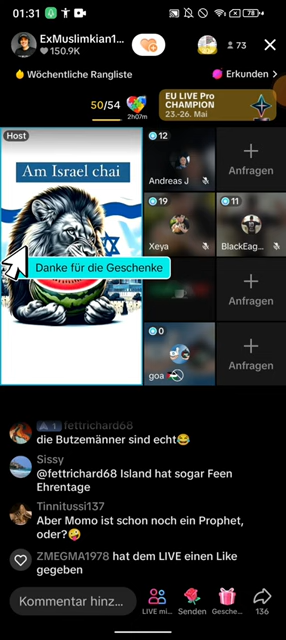 01:31
78
ExMuslimkian1...
150.9K
73
Wöchentliche Rangliste
Erkunden >
50/54
2h07m
EU LIVE Pro
CHAMPION
23.-26. Mai
Host
Am Israel chai
Danke für die Geschenke
12
Andreas J
Anfragen
19
Xeya
11
BlackEag...
Anfragen
0
goa
Anfragen
1 fettrichard68
die Butzemänner sind echt😂
Sissy
@fettrichard68 Island hat sogar Feen
Ehrentage
Tinnitussi137
Aber Momo ist schon noch ein Prophet,
oder?🤪
ZMEGMA1978 hat dem LIVE einen Like
gegeben
Kommentar hinz...
LIVE mi...
Senden
Gesche...
136